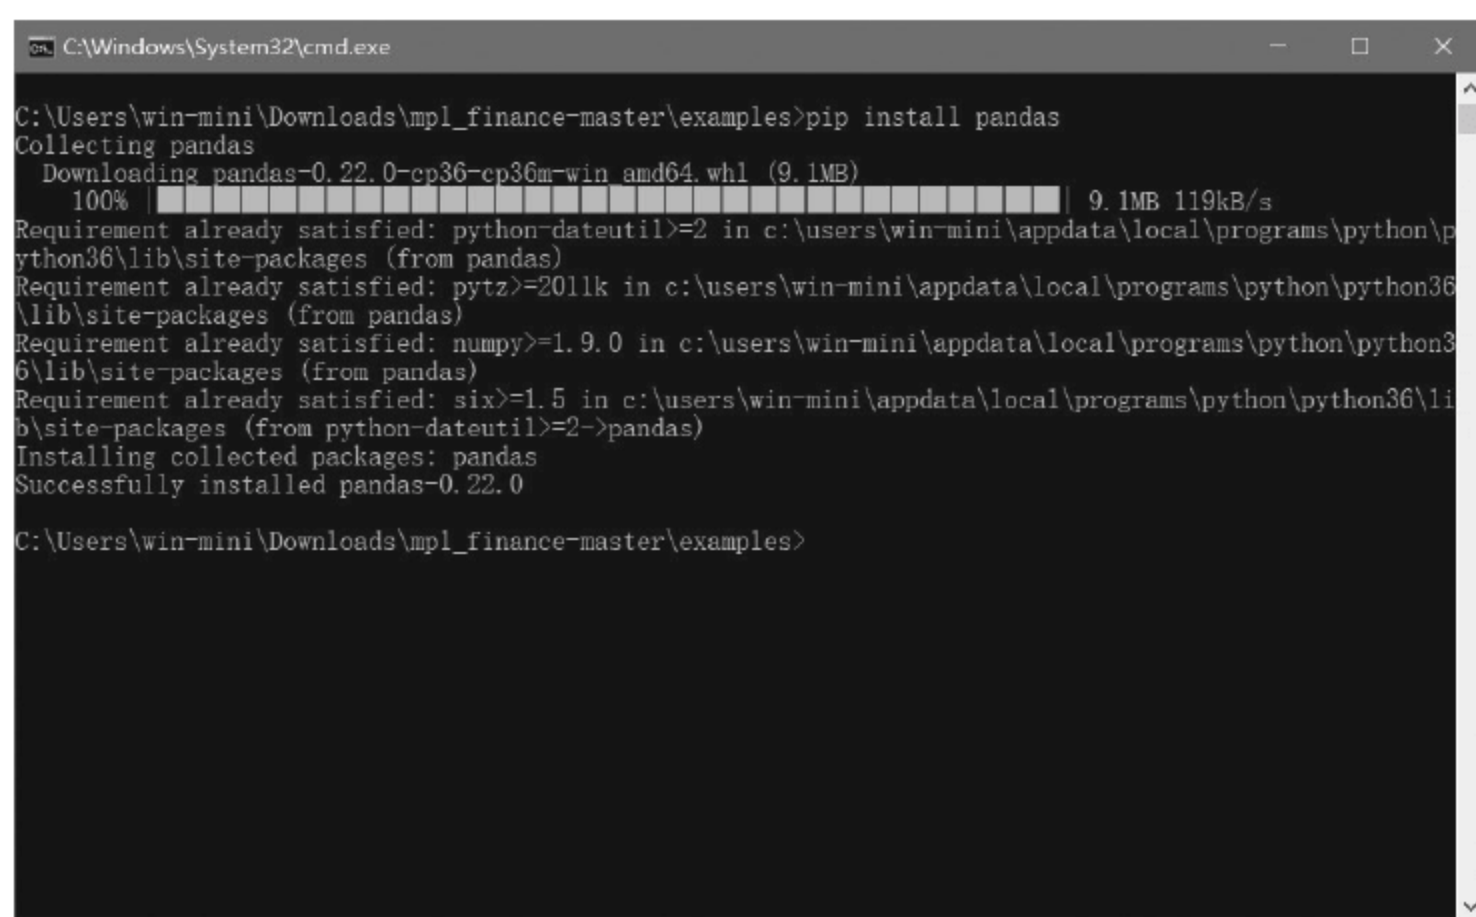 C:\Windows\System32\cmd.exe
C:\Users\win-mini\Downloads\mpl_finance-master\examples>pip install pandas
Collecting pandas
  Downloading pandas-0.22.0-cp36-cp36m-win_amd64.whl (9.1MB)
    100% |████████████████████████████████| 9.1MB 119kB/s
Requirement already satisfied: python-dateutil>=2 in c:\users\win-mini\appdata\local\programs\python\p
ython36\lib\site-packages (from pandas)
Requirement already satisfied: pytz>=2011k in c:\users\win-mini\appdata\local\programs\python\python36
\lib\site-packages (from pandas)
Requirement already satisfied: numpy>=1.9.0 in c:\users\win-mini\appdata\local\programs\python\python3
6\lib\site-packages (from pandas)
Requirement already satisfied: six>=1.5 in c:\users\win-mini\appdata\local\programs\python\python36\li
b\site-packages (from python-dateutil>=2->pandas)
Installing collected packages: pandas
Successfully installed pandas-0.22.0
C:\Users\win-mini\Downloads\mpl_finance-master\examples>